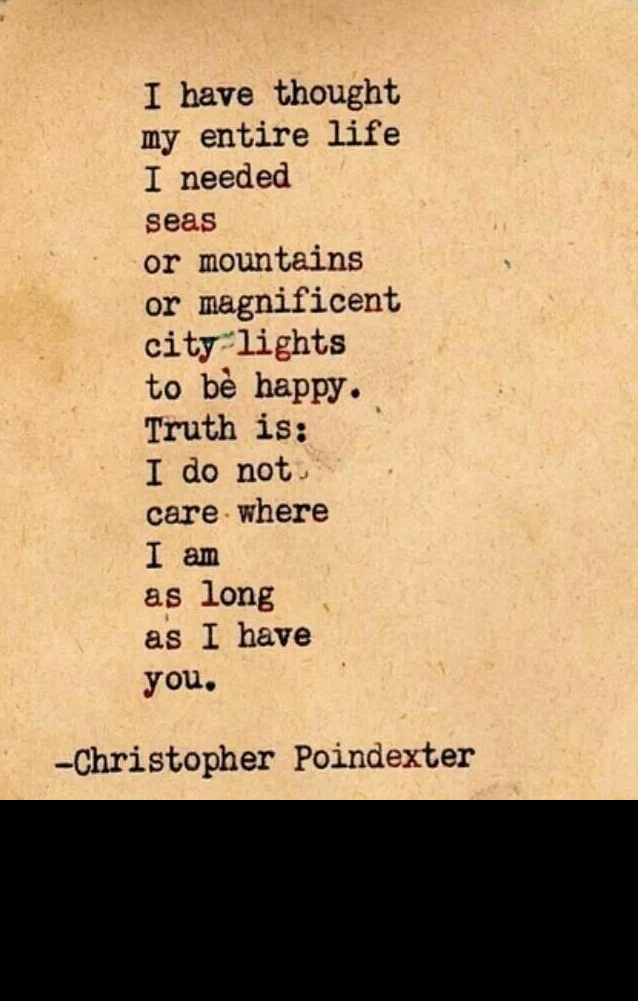 I have thought
my entire life
I needed
seas
or mountains
or magnificent
city lights
to be happy.
Truth is:
I do not
care where
I am
as long
as I have
you.
-Christopher Poindexter